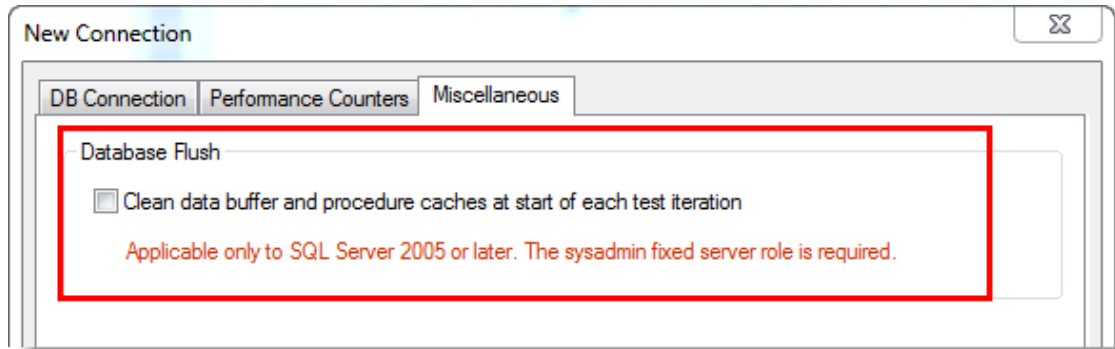 New Connection
DB Connection Performance Counters Miscellaneous
Database Flush
Clean data buffer and procedure caches at start of each test iteration
Applicable only to SQL Server 2005 or later. The sysadmin fixed server role is required.